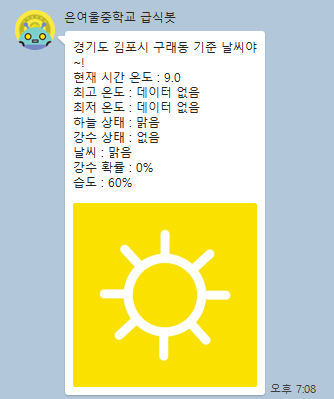 은여울중학교 급식봇
경기도 김포시 구래동 기준 날씨야
~!
현재 시간 온도 : 9.0
최고 온도 : 데이터 없음
최저 온도 : 데이터 없음
하늘 상태 : 맑음
강수 상태 : 없음
날씨 : 맑음
강수 확률 : 0%
습도 : 60%
오후 7:08